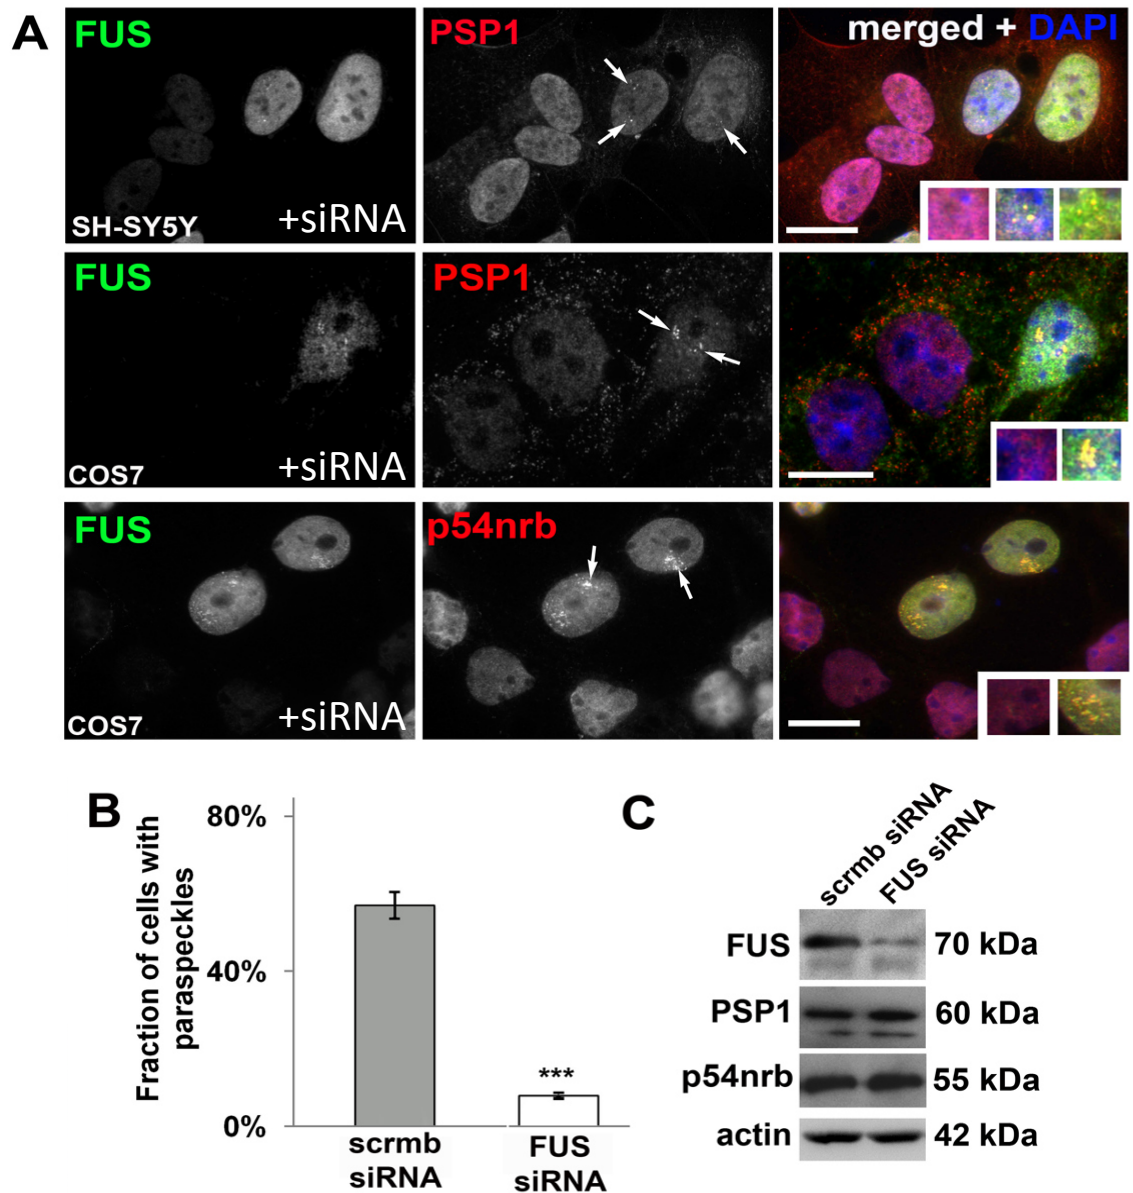 A
FUS
PSP1
merged + DAPI
SH-SY5Y
+siRNA
FUS
PSP1
COS7
+siRNA
FUS
p54nrb
COS7
+siRNA
B
Fraction of cells with
paraspeckles
80%
40%
0%
***
scrmb
siRNA
FUS
siRNA
C
scrmb siRNA
FUS siRNA
FUS
70 kDa
PSP1
60 kDa
p54nrb
55 kDa
actin
42 kDa